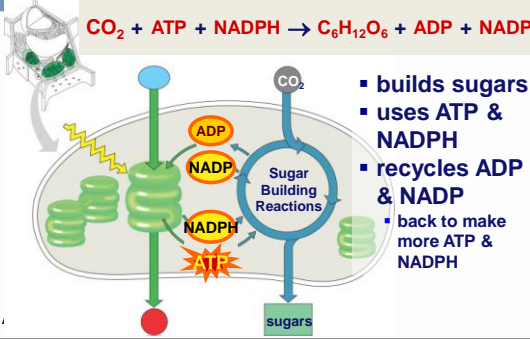 CO₂ + ATP + NADPH → C₆H₁₂O₆ + ADP + NADP
▪ builds sugars
▪ uses ATP &
NADPH
▪ recycles ADP
& NADP
▪ back to make
more ATP &
NADPH
CO₂
ADP
NADP
Sugar
Building
Reactions
NADPH
ATP
sugars